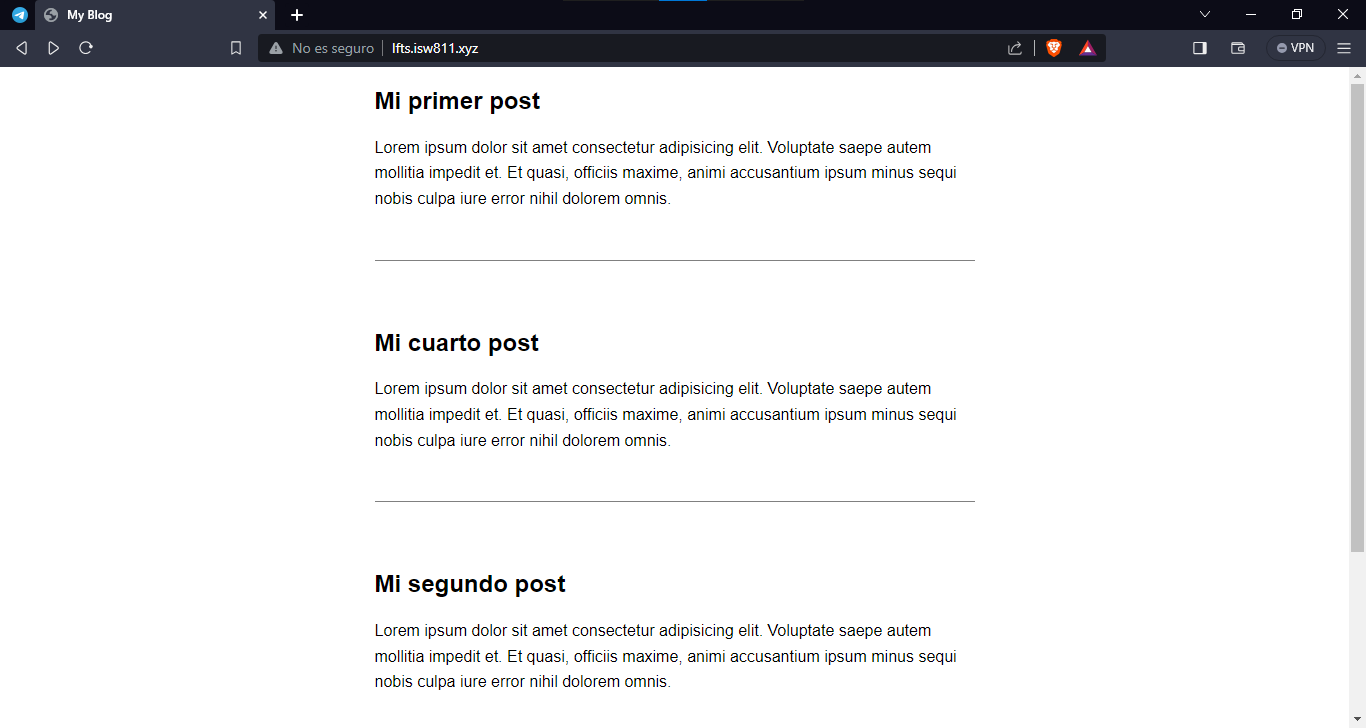 My Blog
No es seguro
lfts.isw811.xyz
VPN
Mi primer post
Lorem ipsum dolor sit amet consectetur adipisicing elit. Voluptate saepe autem
mollitia impedit et. Et quasi, officiis maxime, animi accusantium ipsum minus sequi
nobis culpa iure error nihil dolorem omnis.
Mi cuarto post
Lorem ipsum dolor sit amet consectetur adipisicing elit. Voluptate saepe autem
mollitia impedit et. Et quasi, officiis maxime, animi accusantium ipsum minus sequi
nobis culpa iure error nihil dolorem omnis.
Mi segundo post
Lorem ipsum dolor sit amet consectetur adipisicing elit. Voluptate saepe autem
mollitia impedit et. Et quasi, officiis maxime, animi accusantium ipsum minus sequi
nobis culpa iure error nihil dolorem omnis.